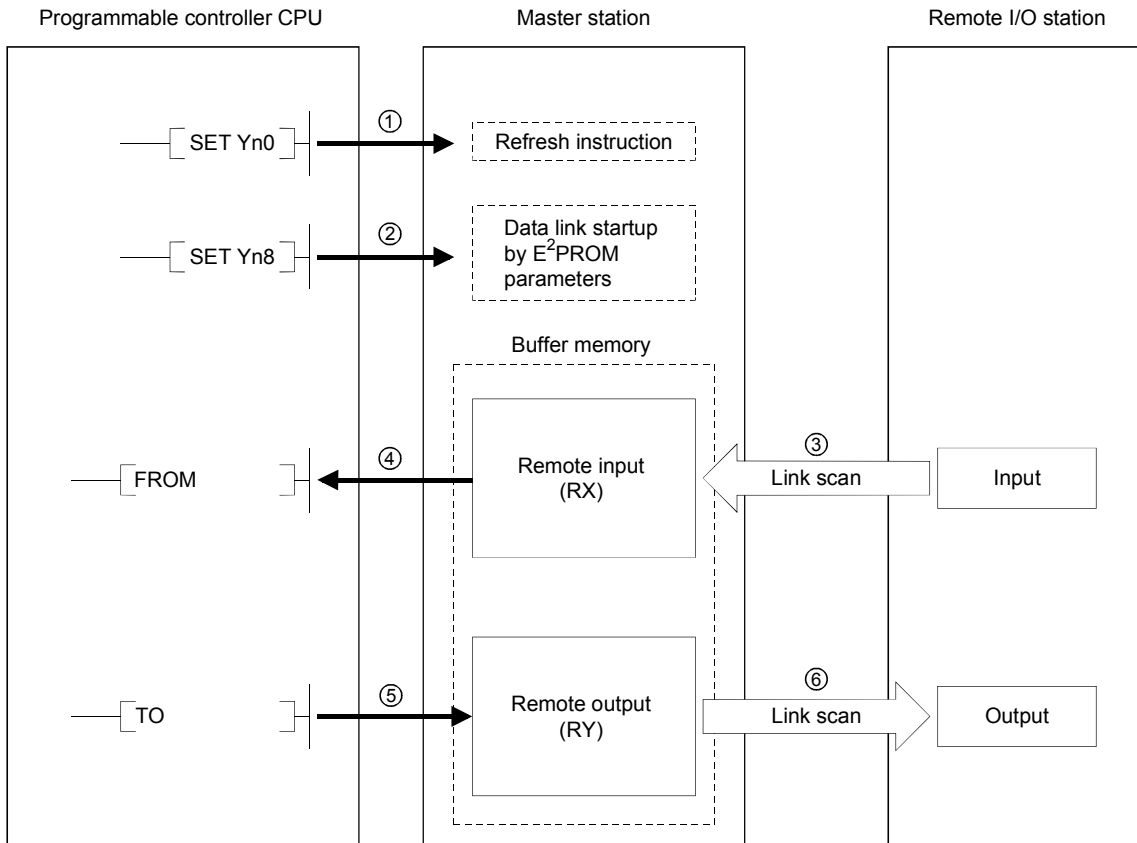 Programmable controller CPU
Master station
Remote I/O station
SET Yn0
①
Refresh instruction
SET Yn8
②
Data link startup
by E²PROM
parameters
Buffer memory
FROM
④
Remote input
(RX)
③
Link scan
Input
TO
⑤
Remote output
(RY)
⑥
Link scan
Output